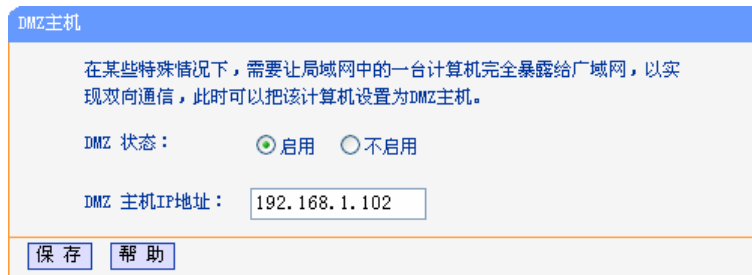 DMZ主机
在某些特殊情况下，需要让局域网中的一台计算机完全暴露给广域网，以实
现双向通信，此时可以把该计算机设置为DMZ主机。
DMZ 状态： 启用 不启用
DMZ 主机IP地址： 192.168.1.102
保 存 帮 助